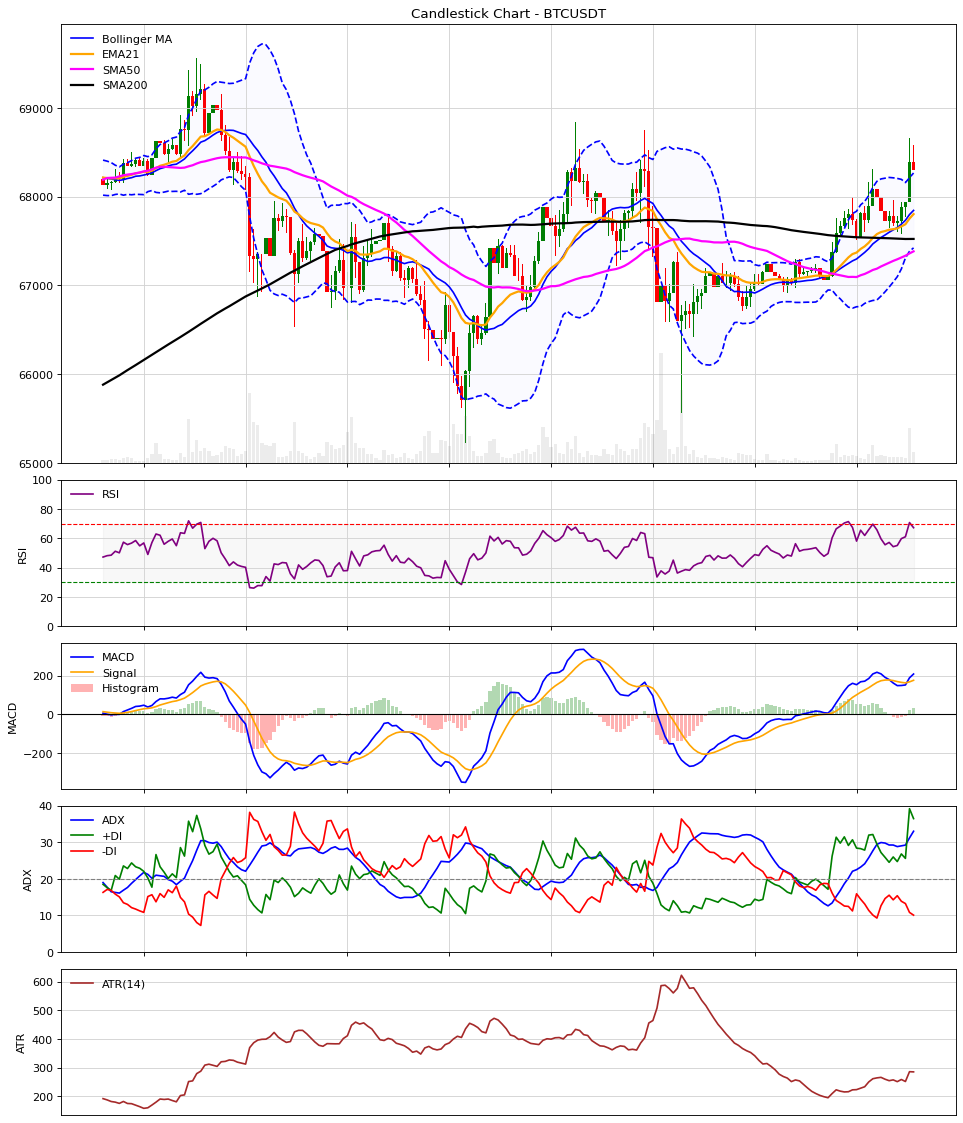 Candlestick Chart - BTCUSDT
Bollinger MA
EMA21
SMA50
SMA200
69000
68000
67000
66000
65000
RSI
100
80
60
40
20
0
RSI
MACD
Signal
Histogram
200
0
−200
MACD
ADX
+DI
-DI
40
30
20
10
0
ADX
ATR(14)
600
500
400
300
200
ATR